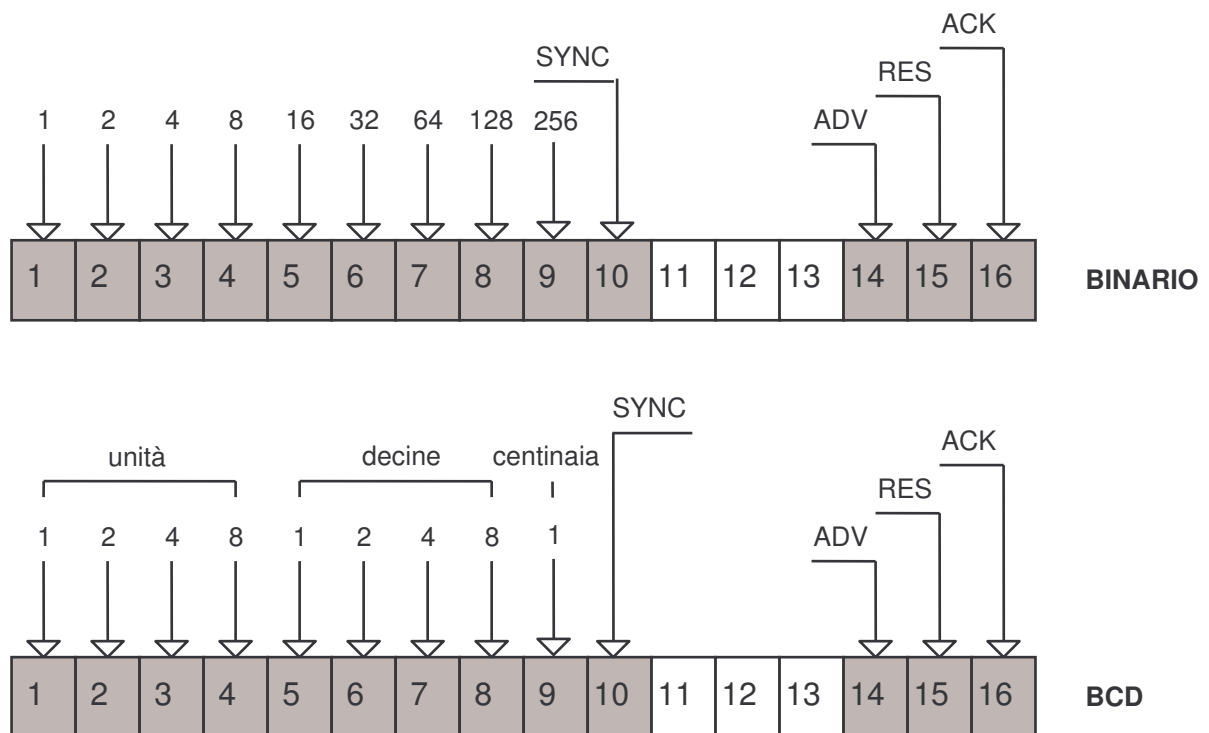 ACK
SYNC
RES
1 2 4 8 16 32 64 128 256
ADV
1 2 3 4 5 6 7 8 9 10 11 12 13 14 15 16 BINARIO
SYNC
unità decine centinaia
ACK
RES
1 2 4 8 1 2 4 8 1
ADV
1 2 3 4 5 6 7 8 9 10 11 12 13 14 15 16 BCD